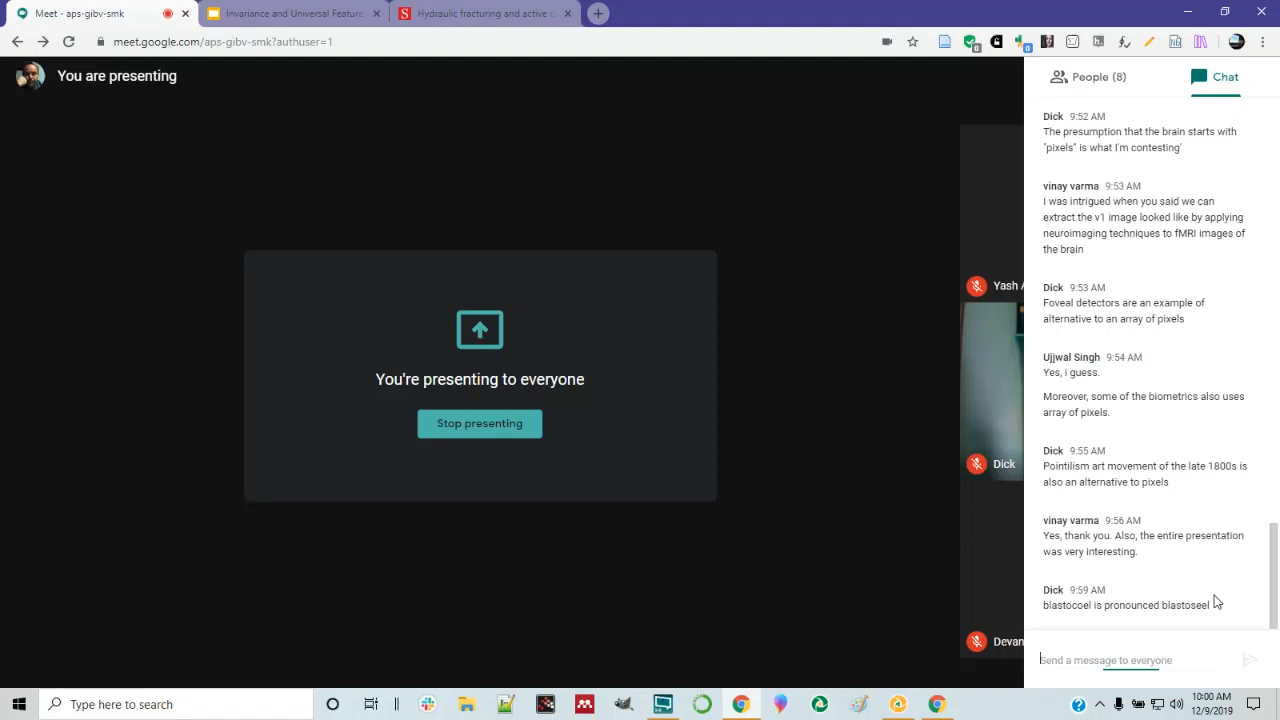 Meet - aps-gibv-smk
Invariance and Universal Feature
Hydraulic fracturing and active c
meet.google.com/aps-gibv-smk?authuser=1
You are presenting
People (8)
Chat
You're presenting to everyone
Stop presenting
Yash A
Dick
Devan
Dick 9:52 AM
The presumption that the brain starts with
"pixels" is what I'm contesting'
vinay varma 9:53 AM
I was intrigued when you said we can
extract the v1 image looked like by applying
neuroimaging techniques to fMRI images of
the brain
Dick 9:53 AM
Foveal detectors are an example of
alternative to an array of pixels
Ujjwal Singh 9:54 AM
Yes, i guess.
Moreover, some of the biometrics also uses
array of pixels.
Dick 9:55 AM
Pointilism art movement of the late 1800s is
also an alternative to pixels
vinay varma 9:56 AM
Yes, thank you. Also, the entire presentation
was very interesting.
Dick 9:59 AM
blastocoel is pronounced blastoseel
Send a message to everyone
Type here to search
10:00 AM
12/9/2019